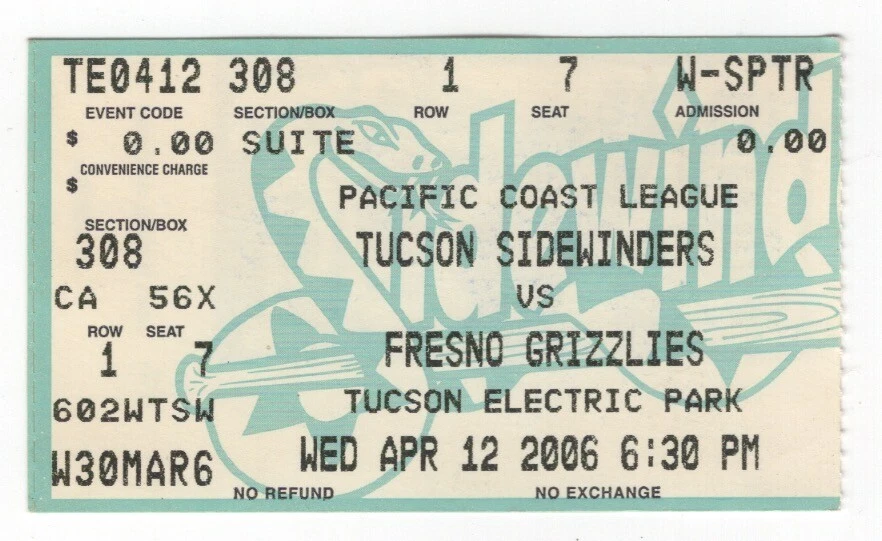 TE0412 308 1 7 W-SPTR
EVENT CODE SECTION/BOX ROW SEAT ADMISSION
$ 0.00 SUITE 0.00
CONVENIENCE CHARGE
$
PACIFIC COAST LEAGUE
SECTION/BOX
308
TUCSON SIDEWINDERS
CA 56X
VS
ROW SEAT
1 7
FRESNO GRIZZLIES
602WTSW
TUCSON ELECTRIC PARK
W30MAR6
WED APR 12 2006 6:30 PM
NO REFUND NO EXCHANGE
Sidewind